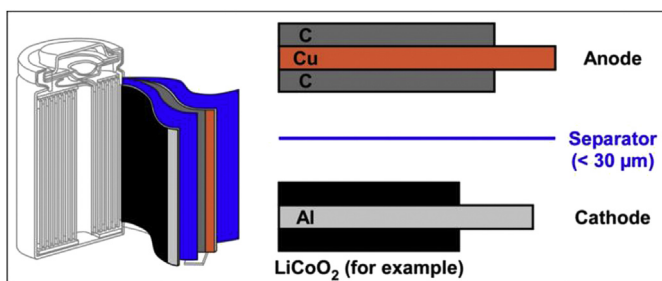 C
Cu
C
Anode
Separator
(< 30 µm)
Al
Cathode
LiCoO₂ (for example)